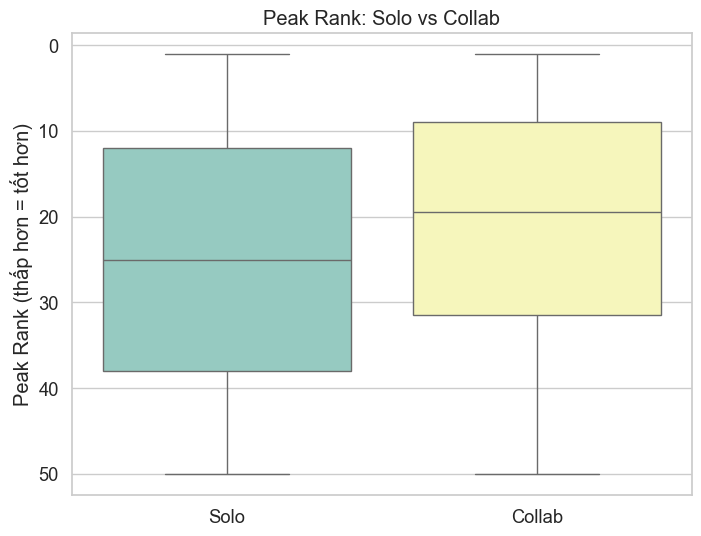 Peak Rank: Solo vs Collab
Peak Rank (thấp hơn = tốt hơn)
0
10
20
30
40
50
Solo
Collab